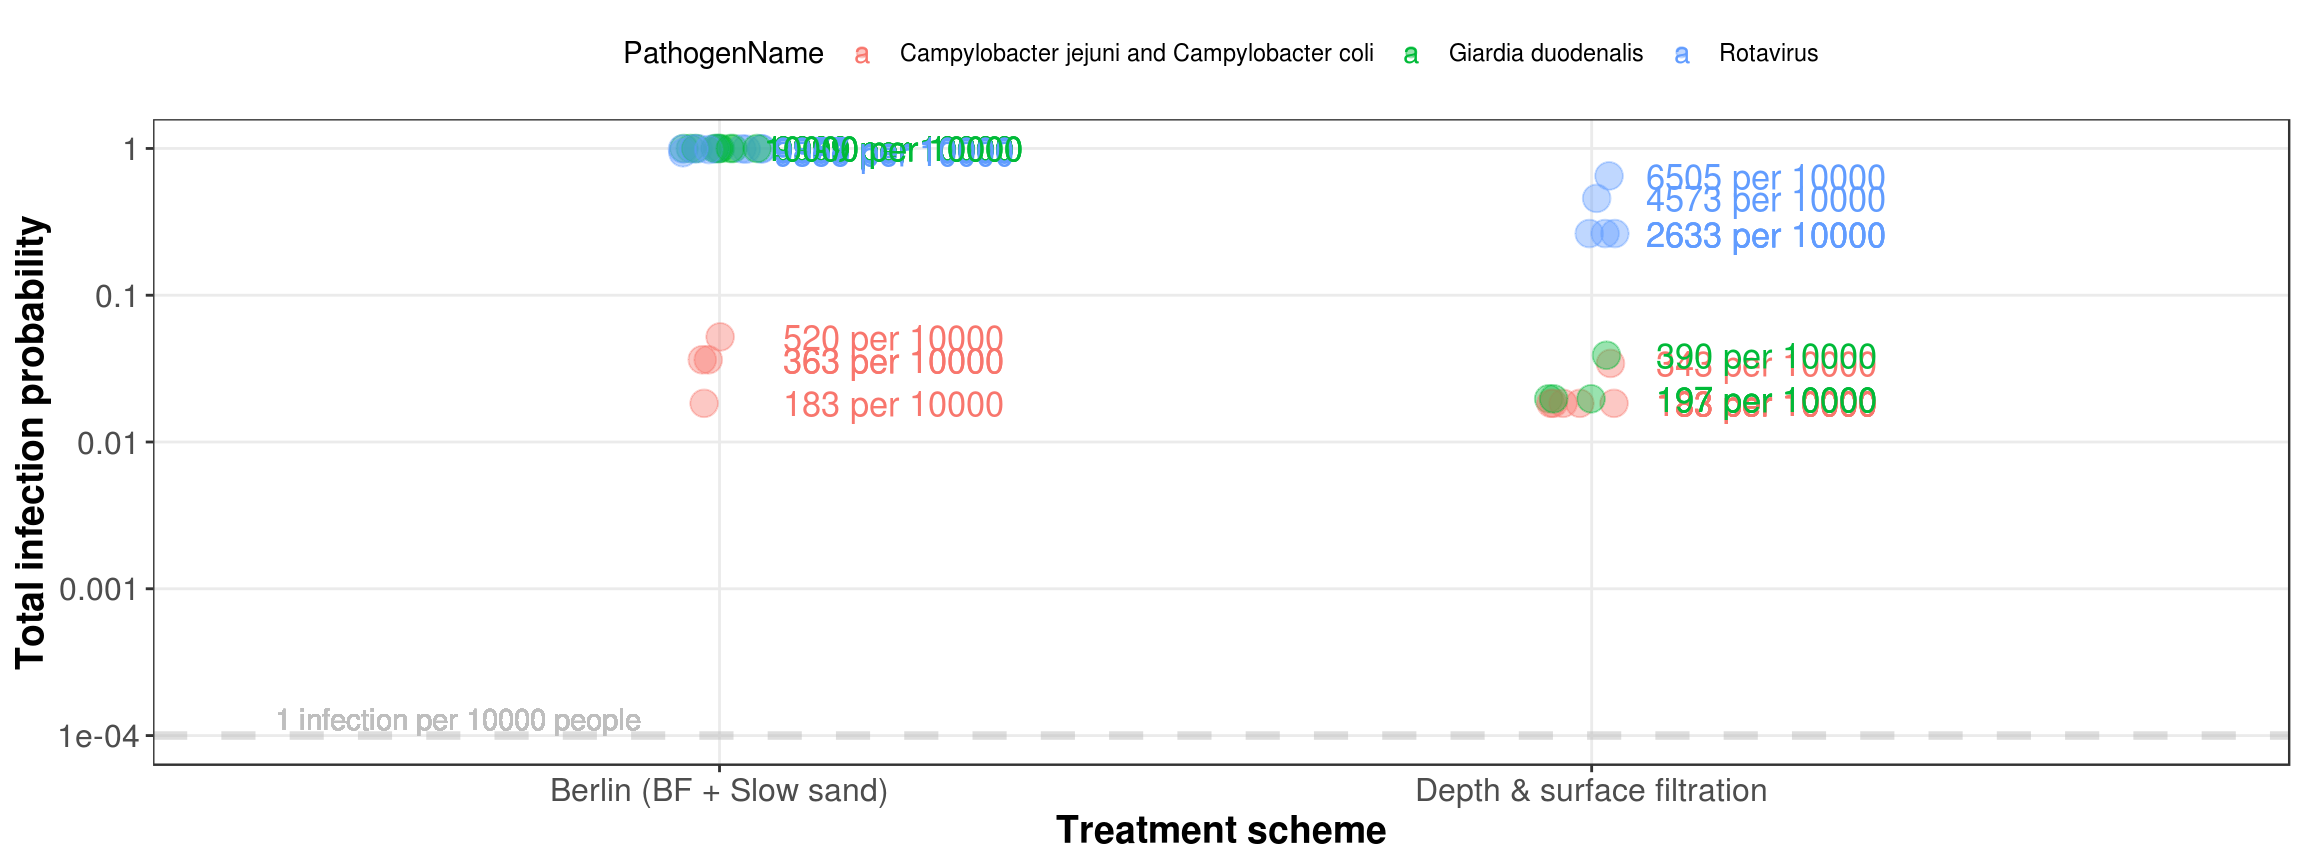 PathogenName a Campylobacter jejuni and Campylobacter coli a Giardia duodenalis a Rotavirus
Total infection probability
1
0.1
0.01
0.001
1e-04
per 10000
6505 per 10000
4573 per 10000
2633 per 10000
520 per 10000
363 per 10000
183 per 10000
390 per 10000
343 per 10000
197 per 10000
183 per 10000
1 infection per 10000 people
Berlin (BF + Slow sand)
Depth & surface filtration
Treatment scheme